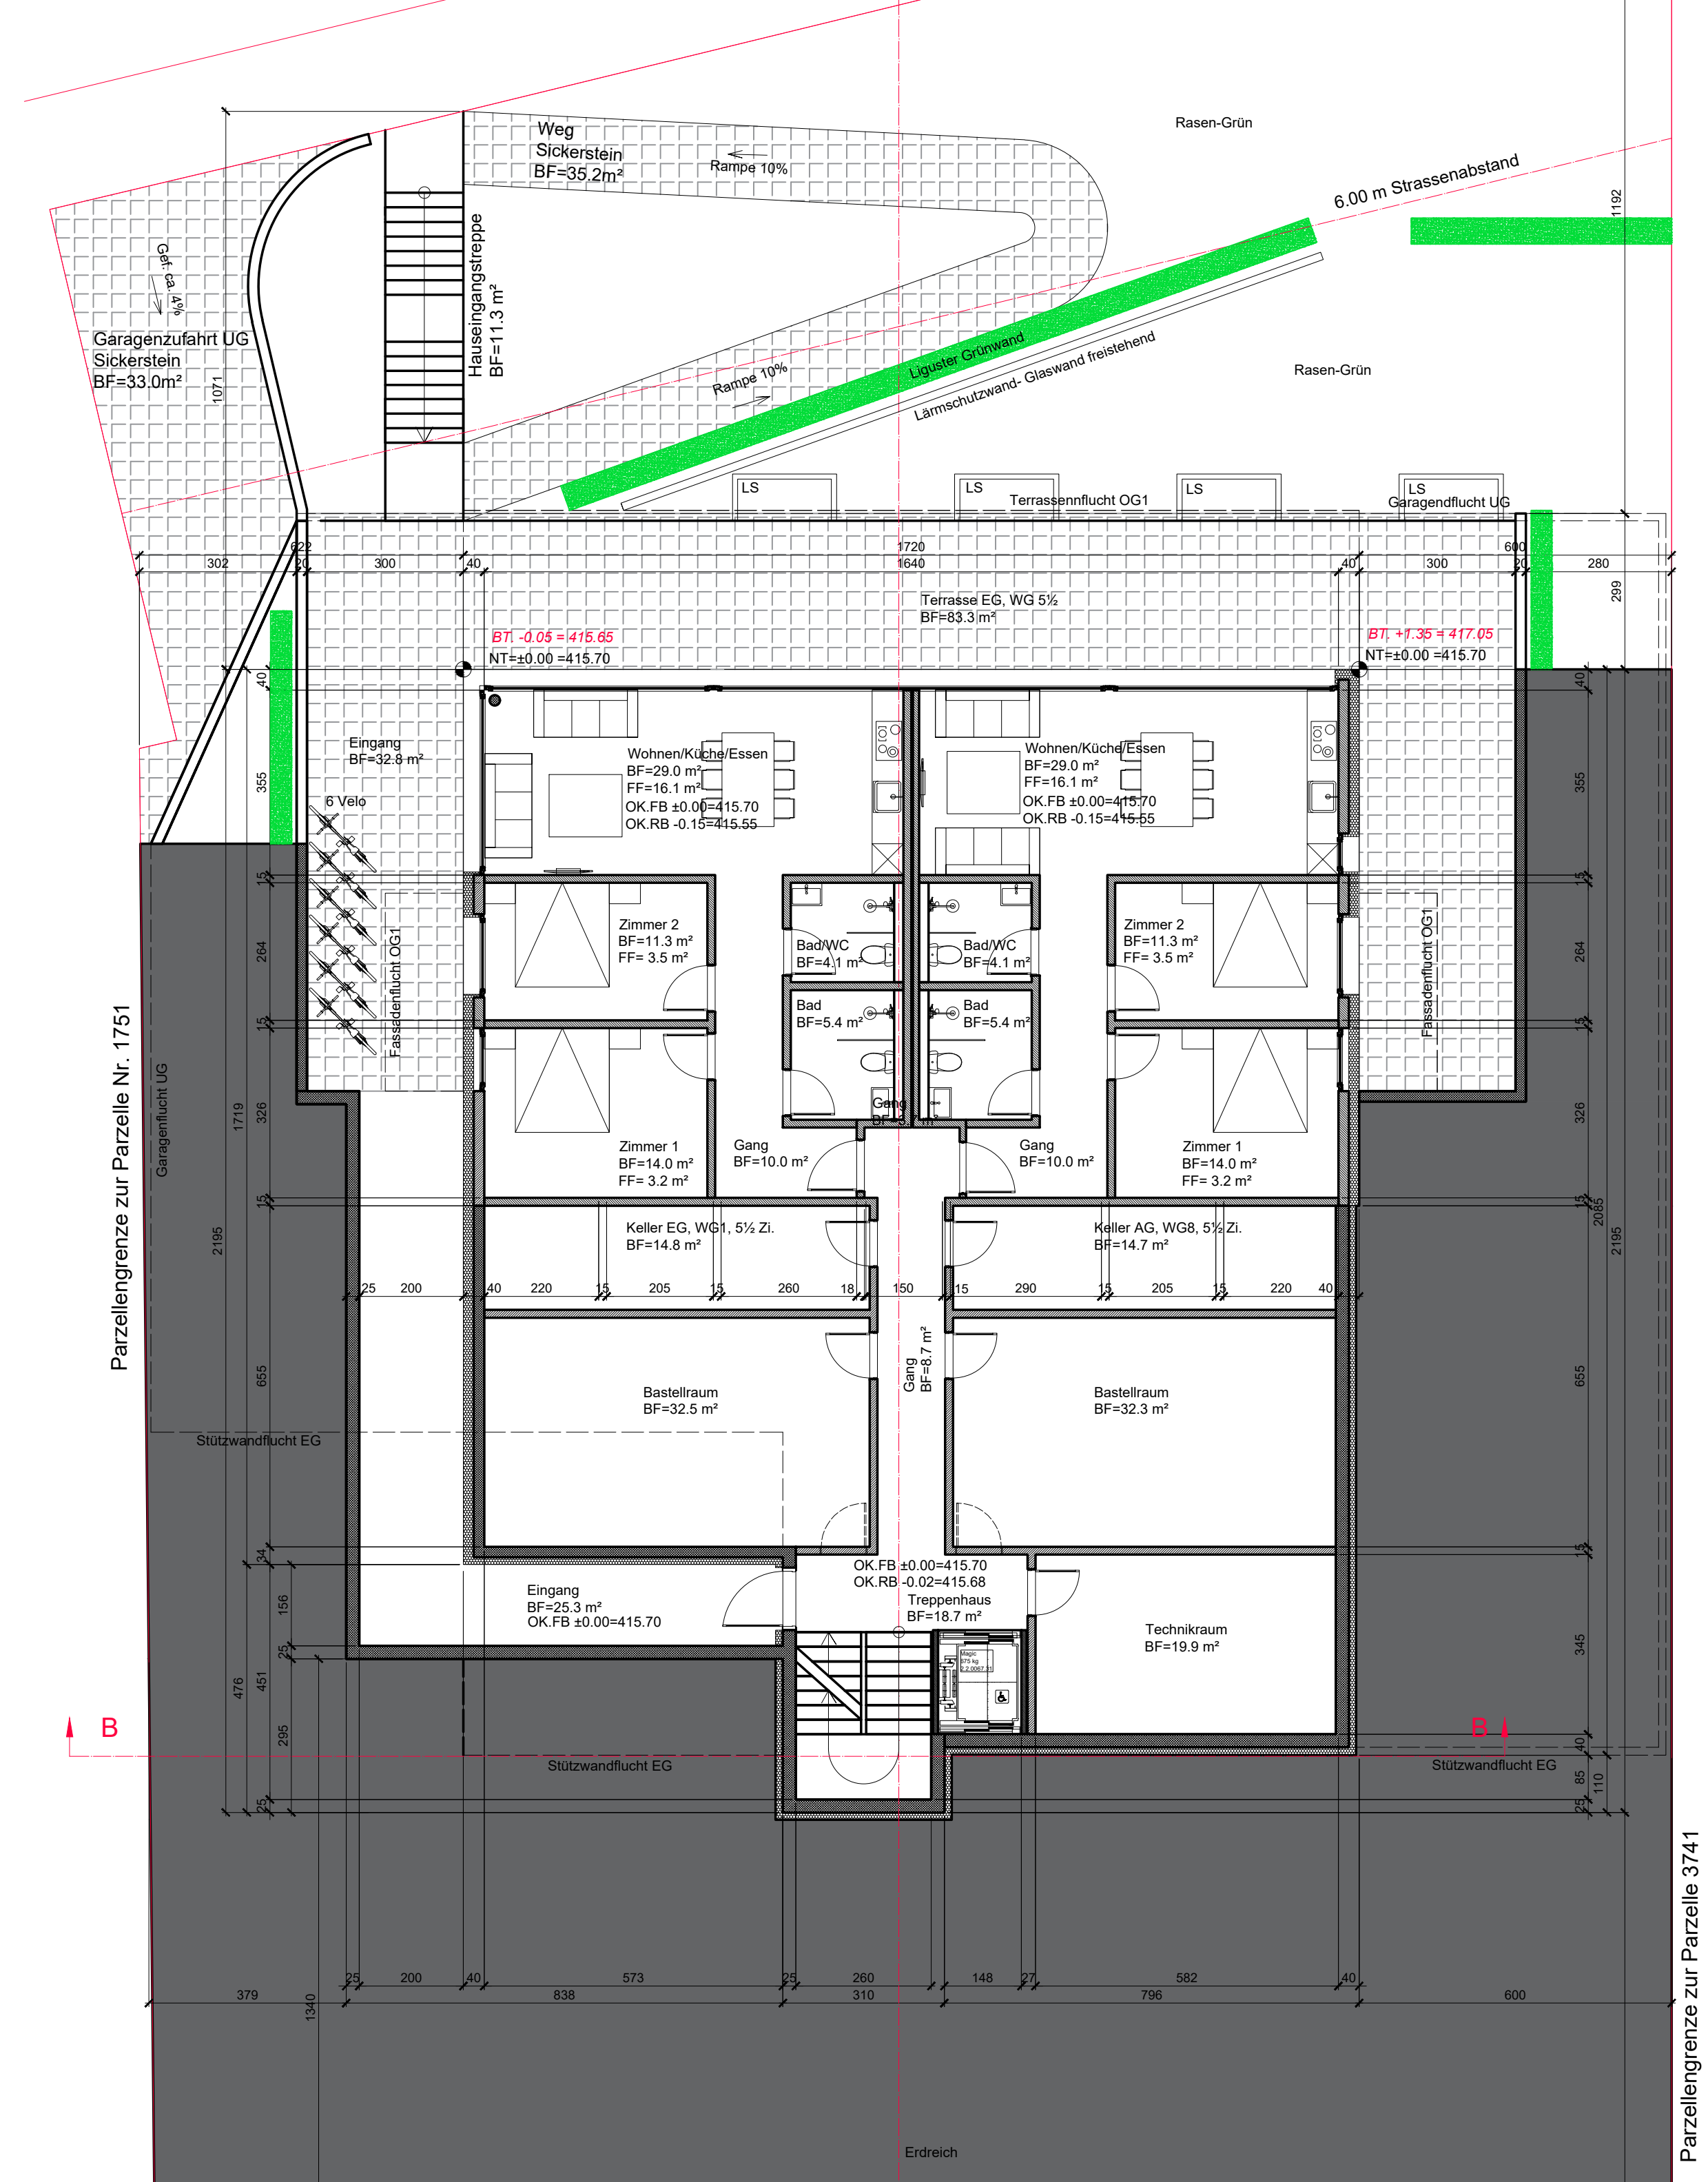 Weg
Sickerstein
BF=35.2m²
Rampe 10%
Rasen-Grün
6.00 m Strassenabstand
1192
Gef. ca. 4%
Hauseingangstreppe
BF=11.3 m²
Garagenzufahrt UG
Sickerstein
BF=33.0m²
1071
Rampe 10%
Liguster Grünwand
Lärmschutzwand- Glaswand freistehend
Rasen-Grün
LS
LS
LS
LS
Terrassennflucht OG1
Garagendflucht UG
622
1720
600
302
20
300
40
1640
40
300
20
280
299
Terrasse EG, WG 5½
BF=83.3 m²
BT. -0.05 = 415.65
NT=±0.00 =415.70
BT. +1.35 = 417.05
NT=±0.00 =415.70
40
40
Eingang
BF=32.8 m²
6 Velo
355
355
Wohnen/Küche/Essen
BF=29.0 m²
FF=16.1 m²
OK.FB ±0.00=415.70
OK.RB -0.15=415.55
Wohnen/Küche/Essen
BF=29.0 m²
FF=16.1 m²
OK.FB ±0.00=415.70
OK.RB -0.15=415.55
15
15
264
264
Zimmer 2
BF=11.3 m²
FF= 3.5 m²
Bad/WC
BF=4.1 m²
Bad/WC
BF=4.1 m²
Zimmer 2
BF=11.3 m²
FF= 3.5 m²
Fassadenflucht OG1
Fassadenflucht OG1
Bad
BF=5.4 m²
Bad
BF=5.4 m²
15
15
Parzellengrenze zur Parzelle Nr. 1751
Garagenflucht UG
1719
326
326
Gang
Zimmer 1
BF=14.0 m²
FF= 3.2 m²
Gang
BF=10.0 m²
Gang
BF=10.0 m²
Zimmer 1
BF=14.0 m²
FF= 3.2 m²
15
15
2085
2195
2195
Keller EG, WG1, 5½ Zi.
BF=14.8 m²
Keller AG, WG8, 5½ Zi.
BF=14.7 m²
25
200
40
220
15
205
15
260
18
150
15
290
15
205
15
220
40
655
655
Gang
BF=8.7 m²
Bastellraum
BF=32.5 m²
Bastellraum
BF=32.3 m²
Stützwandflucht EG
34
15
OK.FB ±0.00=415.70
OK.RB -0.02=415.68
Treppenhaus
BF=18.7 m²
Eingang
BF=25.3 m²
OK.FB ±0.00=415.70
156
25
Technikraum
BF=19.9 m²
345
Magic
675 kg
476
451
295
B
B
Stützwandflucht EG
Stützwandflucht EG
40
85
110
25
25
Parzellengrenze zur Parzelle 3741
25
200
40
573
25
260
148
27
582
40
379
838
310
796
600
1340
Erdreich